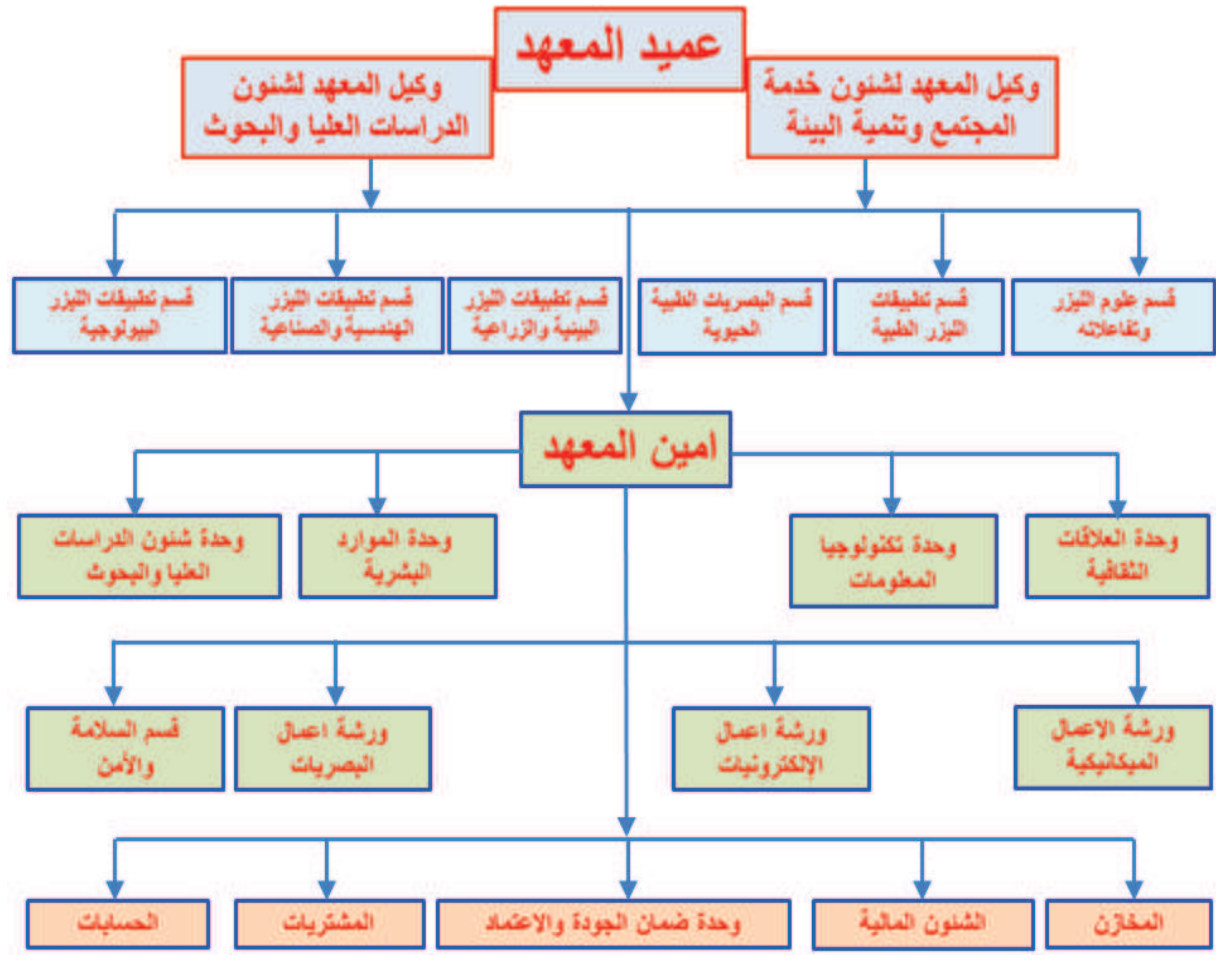 عميد المعهد
وكيل المعهد لشئون خدمة
المجتمع وتنمية البيئة
وكيل المعهد لشئون
الدراسات العليا والبحوث
قسم علوم الليزر
وتفاعلاته
قسم تطبيقات
الليزر الطبية
قسم البصريات الطبية
الحيوية
قسم تطبيقات الليزر
البيئية والزراعية
قسم تطبيقات الليزر
الهندسية والصناعية
قسم تطبيقات الليزر
البيولوجية
امين المعهد
وحدة العلاقات
الثقافية
وحدة تكنولوجيا
المعلومات
وحدة الموارد
البشرية
وحدة شئون الدراسات
العليا والبحوث
ورشة الاعمال
الميكانيكية
ورشة اعمال
الإلكترونيات
ورشة اعمال
البصريات
قسم السلامة
والأمن
المخازن
الشئون المالية
وحدة ضمان الجودة والاعتماد
المشتريات
الحسابات